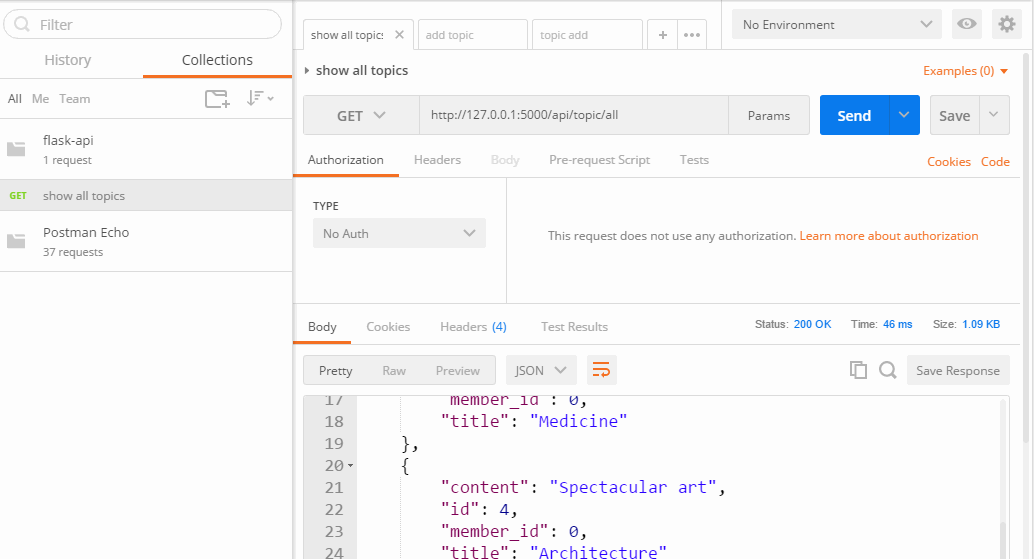 Filter
History Collections
All Me Team
flask-api
1 request
GET show all topics
Postman Echo
37 requests
show all topics add topic topic add
No Environment
show all topics
Examples (0)
GET http://127.0.0.1:5000/api/topic/all Params Send Save
Authorization Headers Body Pre-request Script Tests Cookies Code
TYPE
No Auth
This request does not use any authorization. Learn more about authorization
Body Cookies Headers (4) Test Results Status: 200 OK Time: 46 ms Size: 1.09 KB
Pretty Raw Preview JSON Save Response
17 "member_id": 0,
18 "title": "Medicine"
19 },
20 {
21 "content": "Spectacular art",
22 "id": 4,
23 "member_id": 0,
24 "title": "Architecture"